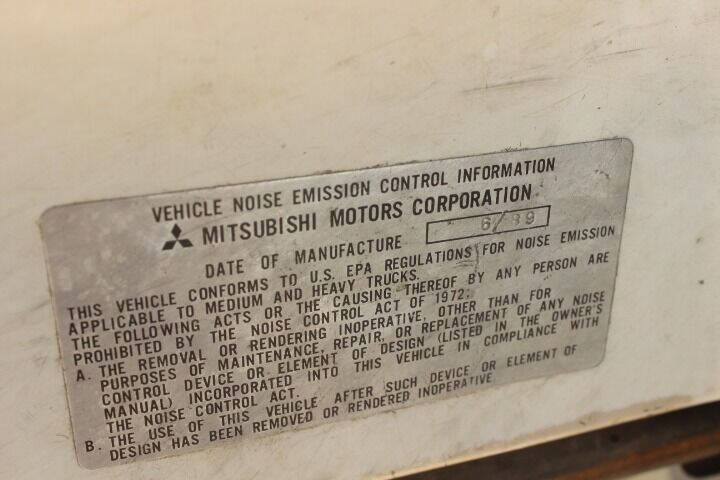 VEHICLE NOISE EMISSION CONTROL INFORMATION
MITSUBISHI MOTORS CORPORATION
DATE OF MANUFACTURE 6/89
THIS VEHICLE CONFORMS TO U.S. EPA REGULATIONS FOR NOISE EMISSION
APPLICABLE TO MEDIUM AND HEAVY TRUCKS.
THE FOLLOWING ACTS OR THE CAUSING THEREOF BY ANY PERSON ARE
PROHIBITED BY THE NOISE CONTROL ACT OF 1972:
A. THE REMOVAL OR RENDERING INOPERATIVE, OTHER THAN FOR
PURPOSES OF MAINTENANCE, REPAIR, OR REPLACEMENT OF ANY NOISE
CONTROL DEVICE OR ELEMENT OF DESIGN (LISTED IN THE OWNER'S
MANUAL) INCORPORATED INTO THIS VEHICLE IN COMPLIANCE WITH
THE NOISE CONTROL ACT.
B. THE USE OF THIS VEHICLE AFTER SUCH DEVICE OR ELEMENT OF
DESIGN HAS BEEN REMOVED OR RENDERED INOPERATIVE